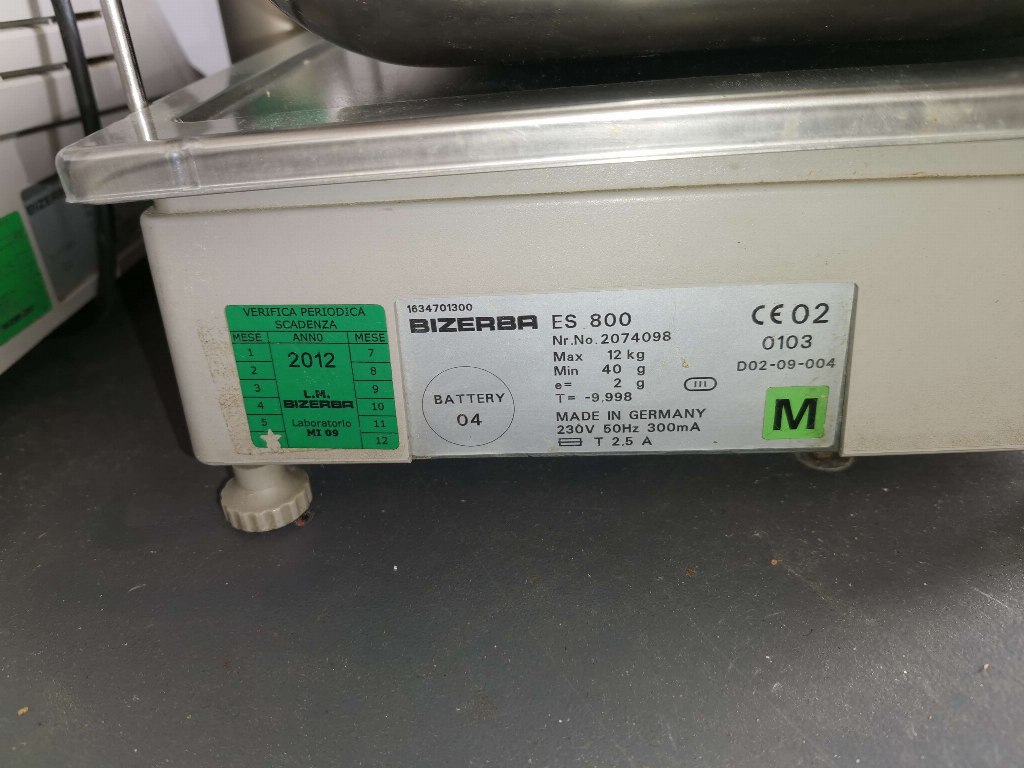 BIZERBA
VERIFICA PERIODICA
SCADENZA
MESE ANNO MESE
1 2012 7
2 8
3 9
4 L.M. BIZERBA 10
5 Laboratorio 11
MI 09 12
1634701300
BIZERBA ES 800
Nr.No. 2074098
Max 12 kg
Min 40 g
e= 2 g III
T= -9,998
MADE IN GERMANY
230V 50Hz 300mA
T 2,5 A
BATTERY
04
CE 02
0103
D02-09-004
M